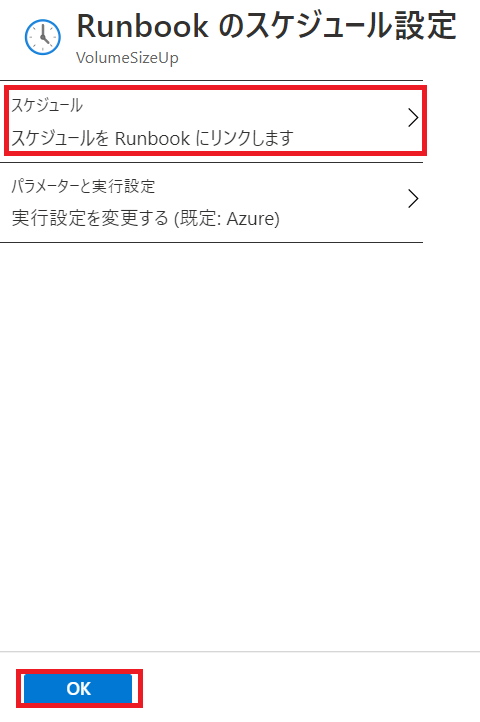 Runbook のスケジュール設定
VolumeSizeUp
スケジュール
スケジュールを Runbook にリンクします
パラメーターと実行設定
実行設定を変更する (既定: Azure)
OK